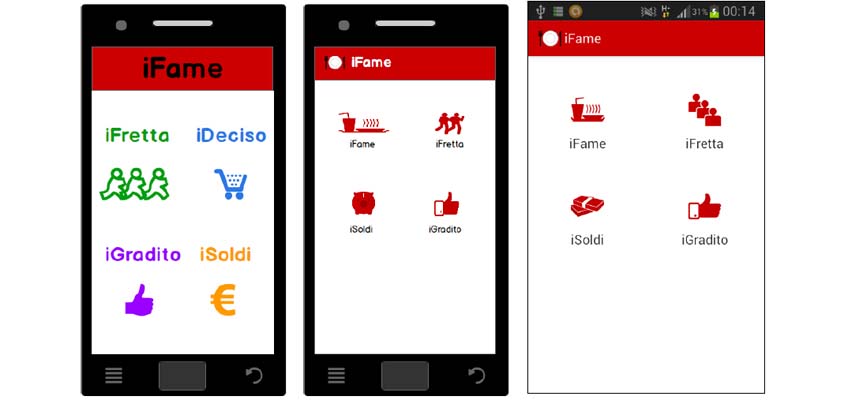 iFame
iFretta iDeciso
iGradito iSoldi
iFame
iFame iFretta
iSoldi iGradito
31% 00:14
iFame
iFame iFretta
iSoldi iGradito